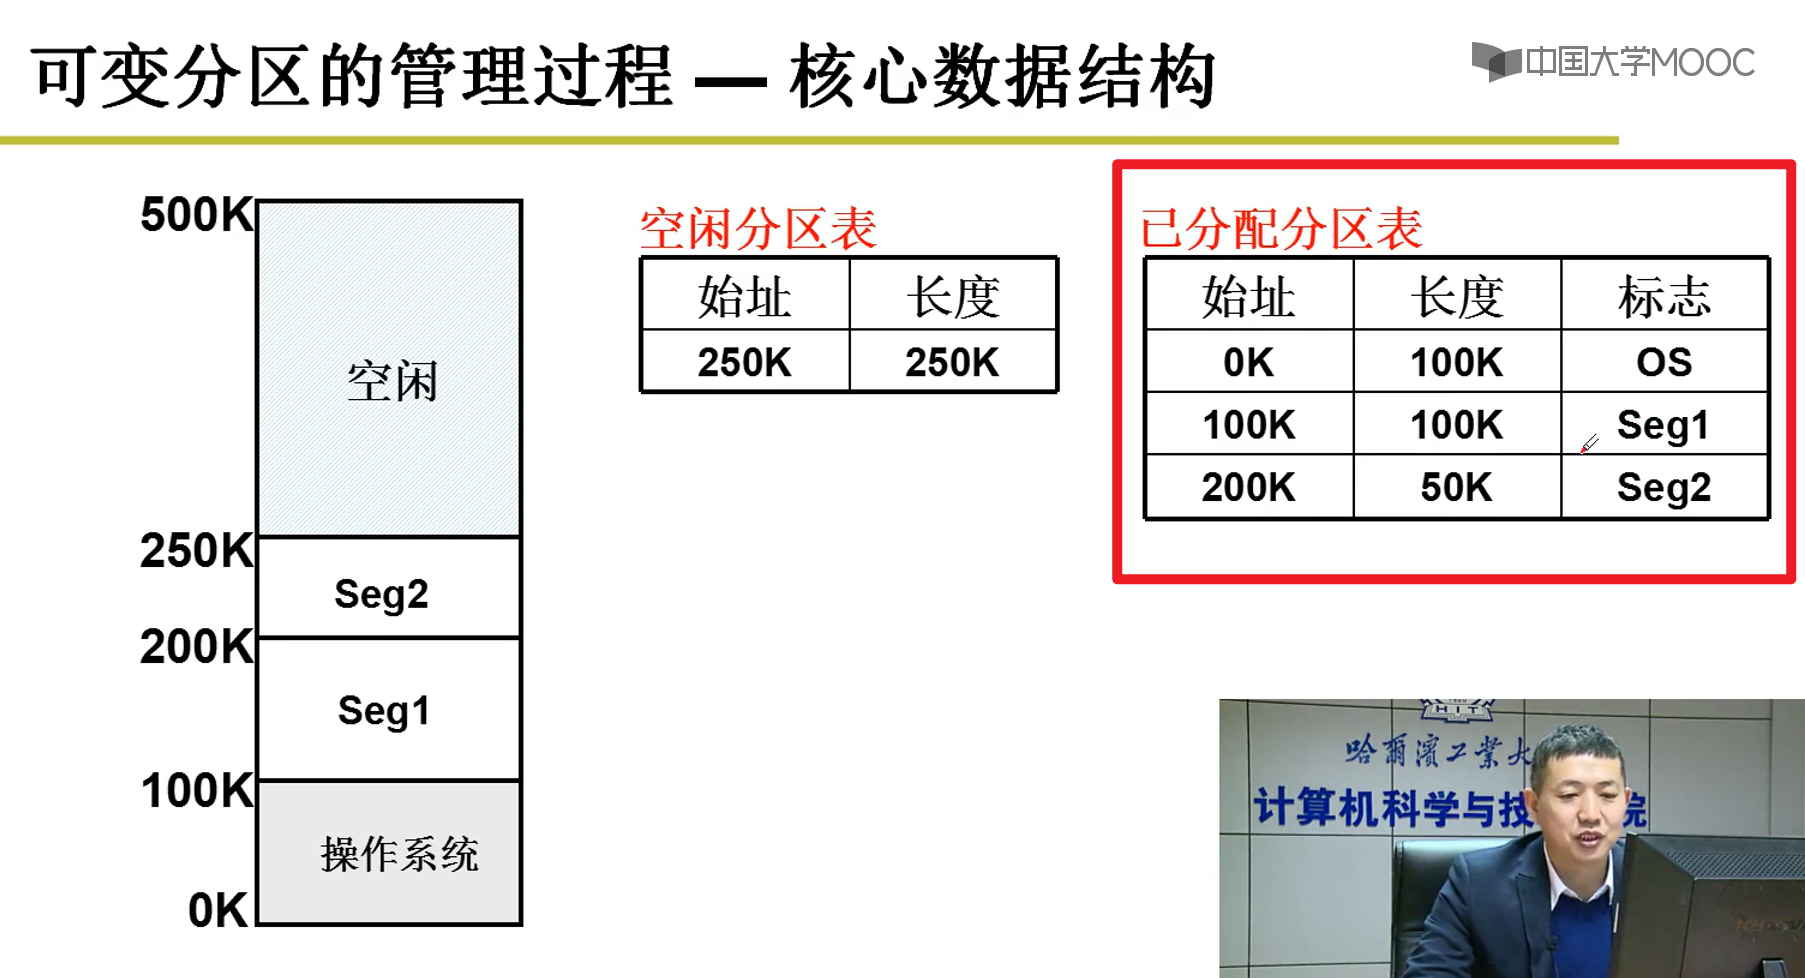 可变分区的管理过程 — 核心数据结构
中国大学MOOC
500K
空闲
250K
Seg2
200K
Seg1
100K
操作系统
0K
空闲分区表
始址 长度
250K 250K
已分配分区表
始址 长度 标志
0K 100K OS
100K 100K Seg1
200K 50K Seg2
HIT
哈爾濱工業大
计算机科学与技 院